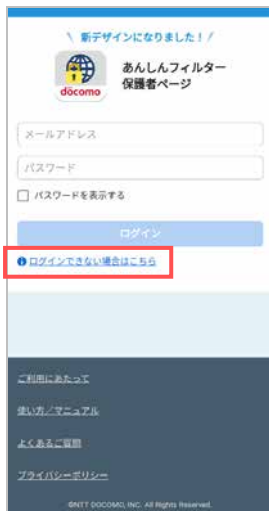 \ 新デザインになりました！ /
あんしんフィルター
保護者ページ
döcomo
メールアドレス
パスワード
パスワードを表示する
ログイン
ログインできない場合はこちら
ご利用にあたって
使い方／マニュアル
よくあるご質問
プライバシーポリシー
©NTT DOCOMO, INC. All Rights Reserved.